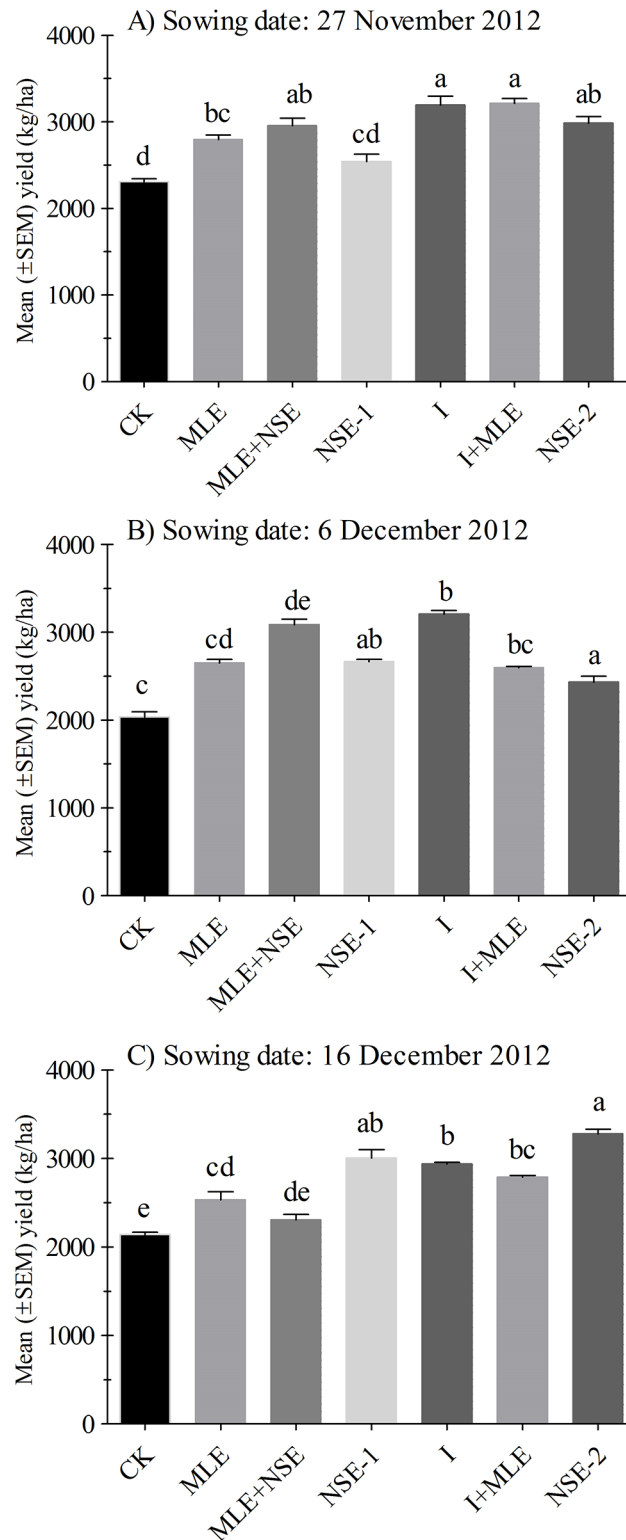 A) Sowing date: 27 November 2012
Mean (±SEM) yield (kg/ha)
4000
3000
2000
1000
0
d
bc
ab
cd
a
a
ab
CK
MLE
MLE+NSE
NSE-1
I
I+MLE
NSE-2
B) Sowing date: 6 December 2012
Mean (±SEM) yield (kg/ha)
4000
3000
2000
1000
0
c
cd
de
ab
b
bc
a
CK
MLE
MLE+NSE
NSE-1
I
I+MLE
NSE-2
C) Sowing date: 16 December 2012
Mean (±SEM) yield (kg/ha)
4000
3000
2000
1000
0
e
cd
de
ab
b
bc
a
CK
MLE
MLE+NSE
NSE-1
I
I+MLE
NSE-2